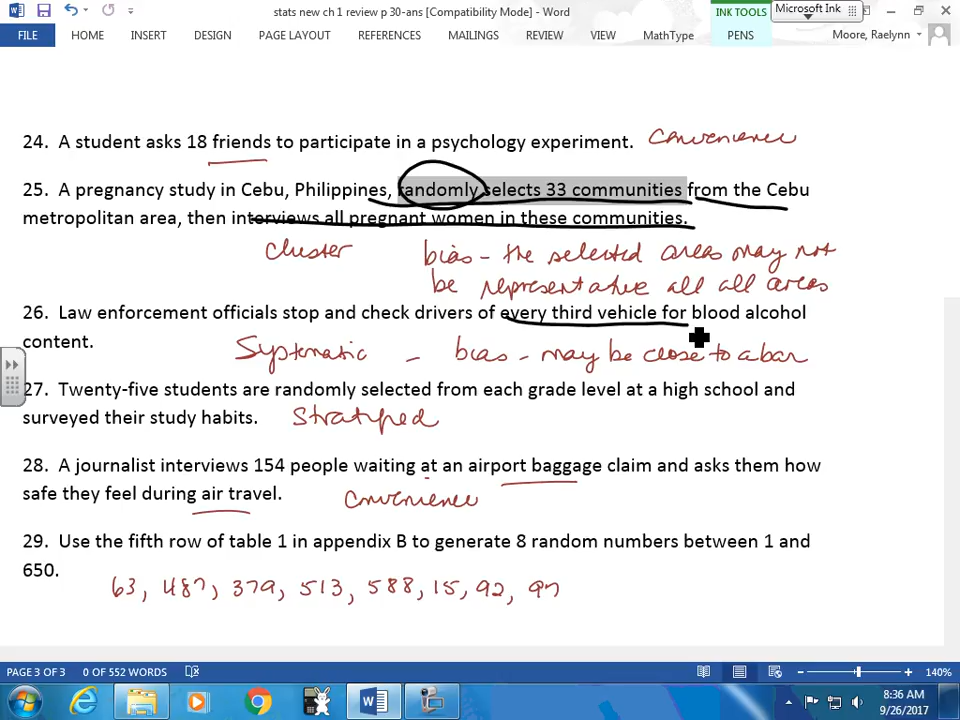 stats new ch 1 review p 30-ans [Compatibility Mode] - Word
INK TOOLS
Microsoft Ink
FILE HOME INSERT DESIGN PAGE LAYOUT REFERENCES MAILINGS REVIEW VIEW MathType PENS Moore, Raelynn
24. A student asks 18 friends to participate in a psychology experiment. Convenience
25. A pregnancy study in Cebu, Philippines, randomly selects 33 communities from the Cebu
metropolitan area, then interviews all pregnant women in these communities.
cluster bias - the selected areas may not
be representative all all areas
26. Law enforcement officials stop and check drivers of every third vehicle for blood alcohol
content.
Systematic - bias - may be close to a bar
27. Twenty-five students are randomly selected from each grade level at a high school and
surveyed their study habits. Stratified
28. A journalist interviews 154 people waiting at an airport baggage claim and asks them how
safe they feel during air travel. Convenience
29. Use the fifth row of table 1 in appendix B to generate 8 random numbers between 1 and
650.
63, 487, 379, 513, 588, 15, 92, 97
PAGE 3 OF 3 0 OF 552 WORDS 140%
8:36 AM
9/26/2017